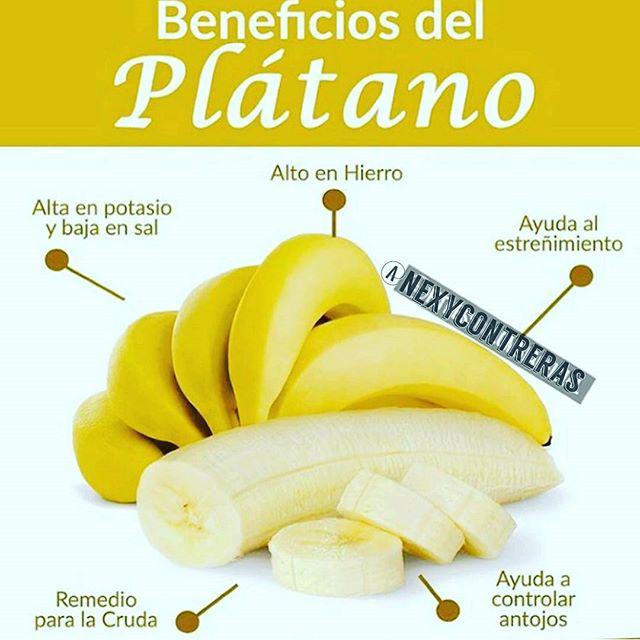 Beneficios del
Plátano
Alto en Hierro
Alta en potasio
y baja en sal
Ayuda al
estreñimiento
A NEXYCONTRERAS
Remedio
para la Cruda
Ayuda a
controlar
antojos